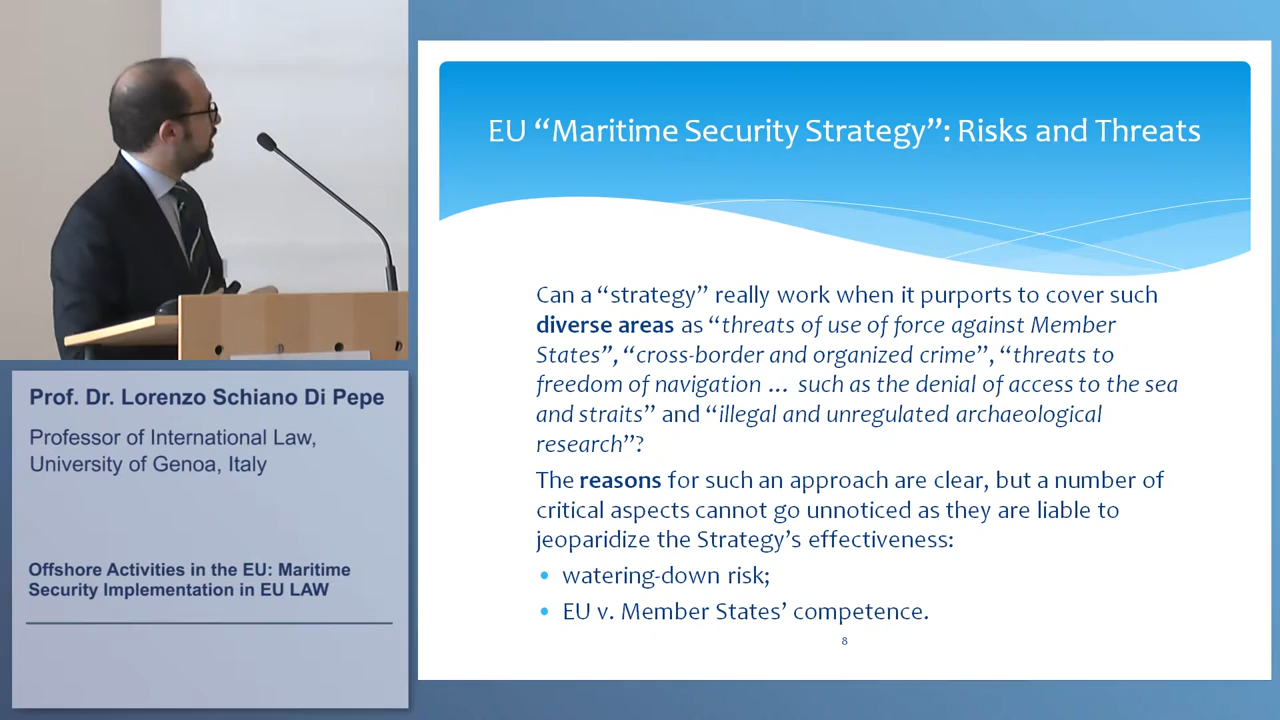 EU “Maritime Security Strategy”: Risks and Threats
Can a “strategy” really work when it purports to cover such
diverse areas as “threats of use of force against Member
States”, “cross-border and organized crime”, “threats to
freedom of navigation … such as the denial of access to the sea
and straits” and “illegal and unregulated archaeological
research”?
The reasons for such an approach are clear, but a number of
critical aspects cannot go unnoticed as they are liable to
jeoparidize the Strategy’s effectiveness:
• watering-down risk;
• EU v. Member States’ competence.
8
Prof. Dr. Lorenzo Schiano Di Pepe
Professor of International Law,
University of Genoa, Italy
Offshore Activities in the EU: Maritime
Security Implementation in EU LAW